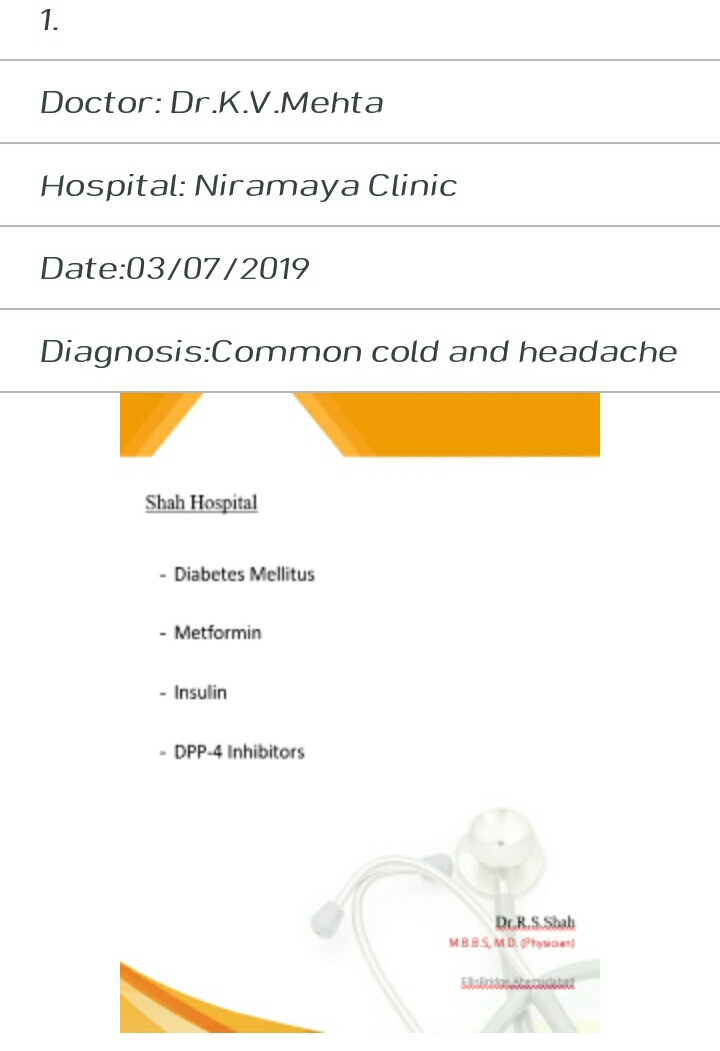 1.
Doctor: Dr.K.V.Mehta
Hospital: Niramaya Clinic
Date:03/07/2019
Diagnosis:Common cold and headache
Shah Hospital
- Diabetes Mellitus
- Metformin
- Insulin
- DPP-4 Inhibitors
Dr.R.S.Shah
M.B.B.S, M.D. (Physician)
EllisBridge, Ahemdabad